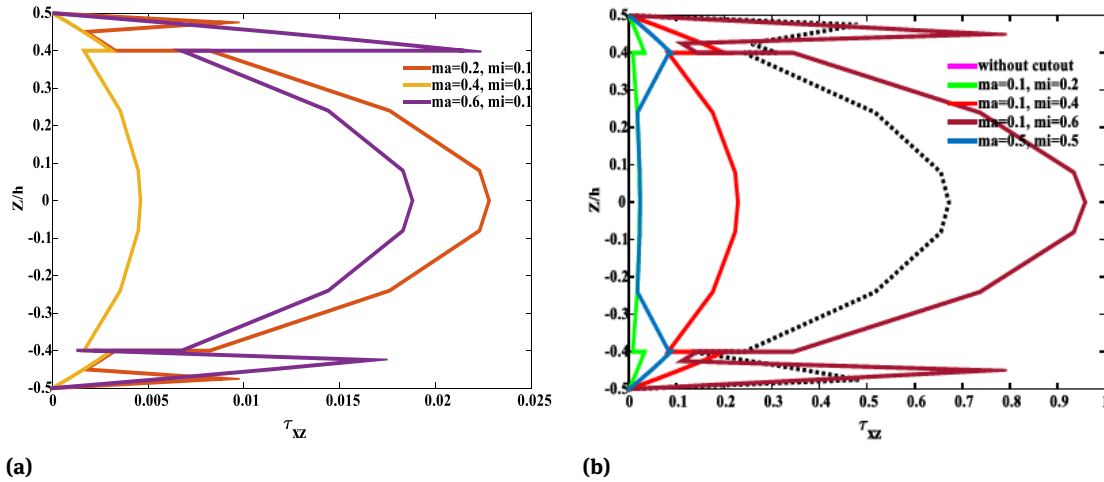 0.5
0.4
0.3
0.2
0.1
0
-0.1
-0.2
-0.3
-0.4
-0.5
Z/h
0 0.005 0.01 0.015 0.02 0.025
τxz
ma=0.2, mi=0.1
ma=0.4, mi=0.1
ma=0.6, mi=0.1
(a)
0.5
0.4
0.3
0.2
0.1
0
-0.1
-0.2
-0.3
-0.4
-0.5
Z/h
0 0.1 0.2 0.3 0.4 0.5 0.6 0.7 0.8 0.9 1
τxz
without cutout
ma=0.1, mi=0.2
ma=0.1, mi=0.4
ma=0.1, mi=0.6
ma=0.5, mi=0.5
(b)